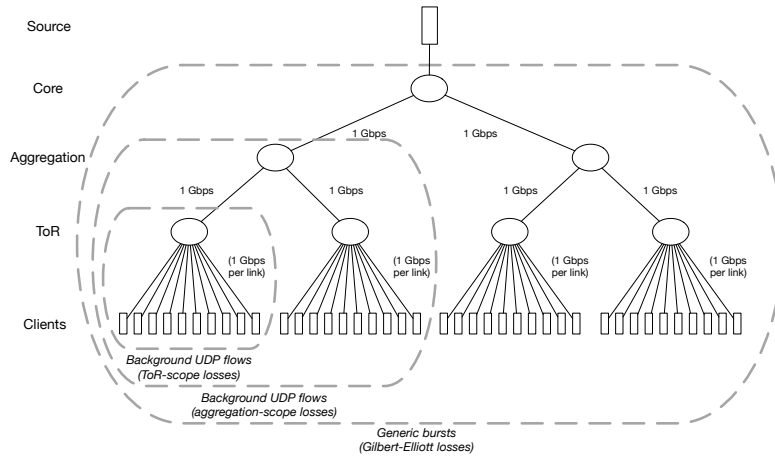 Source
Core
1 Gbps
1 Gbps
Aggregation
1 Gbps
1 Gbps
1 Gbps
1 Gbps
ToR
(1 Gbps
per link)
(1 Gbps
per link)
(1 Gbps
per link)
(1 Gbps
per link)
Clients
Background UDP flows
(ToR-scope losses)
Background UDP flows
(aggregation-scope losses)
Generic bursts
(Gilbert-Elliott losses)